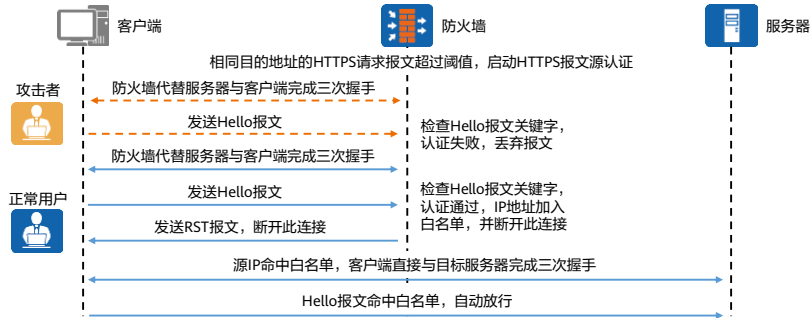 客户端
防火墙
服务器
相同目的地址的HTTPS请求报文超过阈值，启动HTTPS报文源认证
攻击者
防火墙代替服务器与客户端完成三次握手
发送Hello报文
检查Hello报文关键字，
认证失败，丢弃报文
防火墙代替服务器与客户端完成三次握手
正常用户
发送Hello报文
检查Hello报文关键字，
认证通过，IP地址加入
白名单，并断开此连接
发送RST报文，断开此连接
源IP命中白名单，客户端直接与目标服务器完成三次握手
Hello报文命中白名单，自动放行